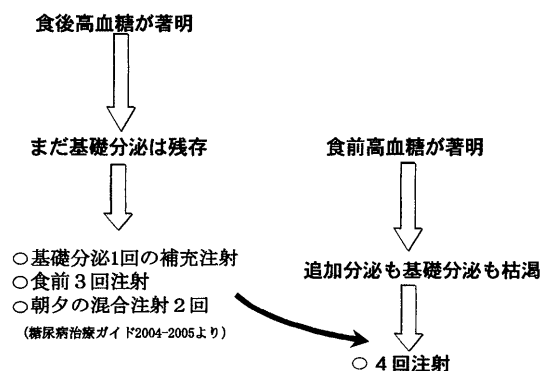 食後高血糖が著明
まだ基礎分泌は残存
○基礎分泌1回の補充注射
○食前3回注射
○朝夕の混合注射2回
(糖尿病治療ガイド2004-2005より)
食前高血糖が著明
追加分泌も基礎分泌も枯渇
○4回注射